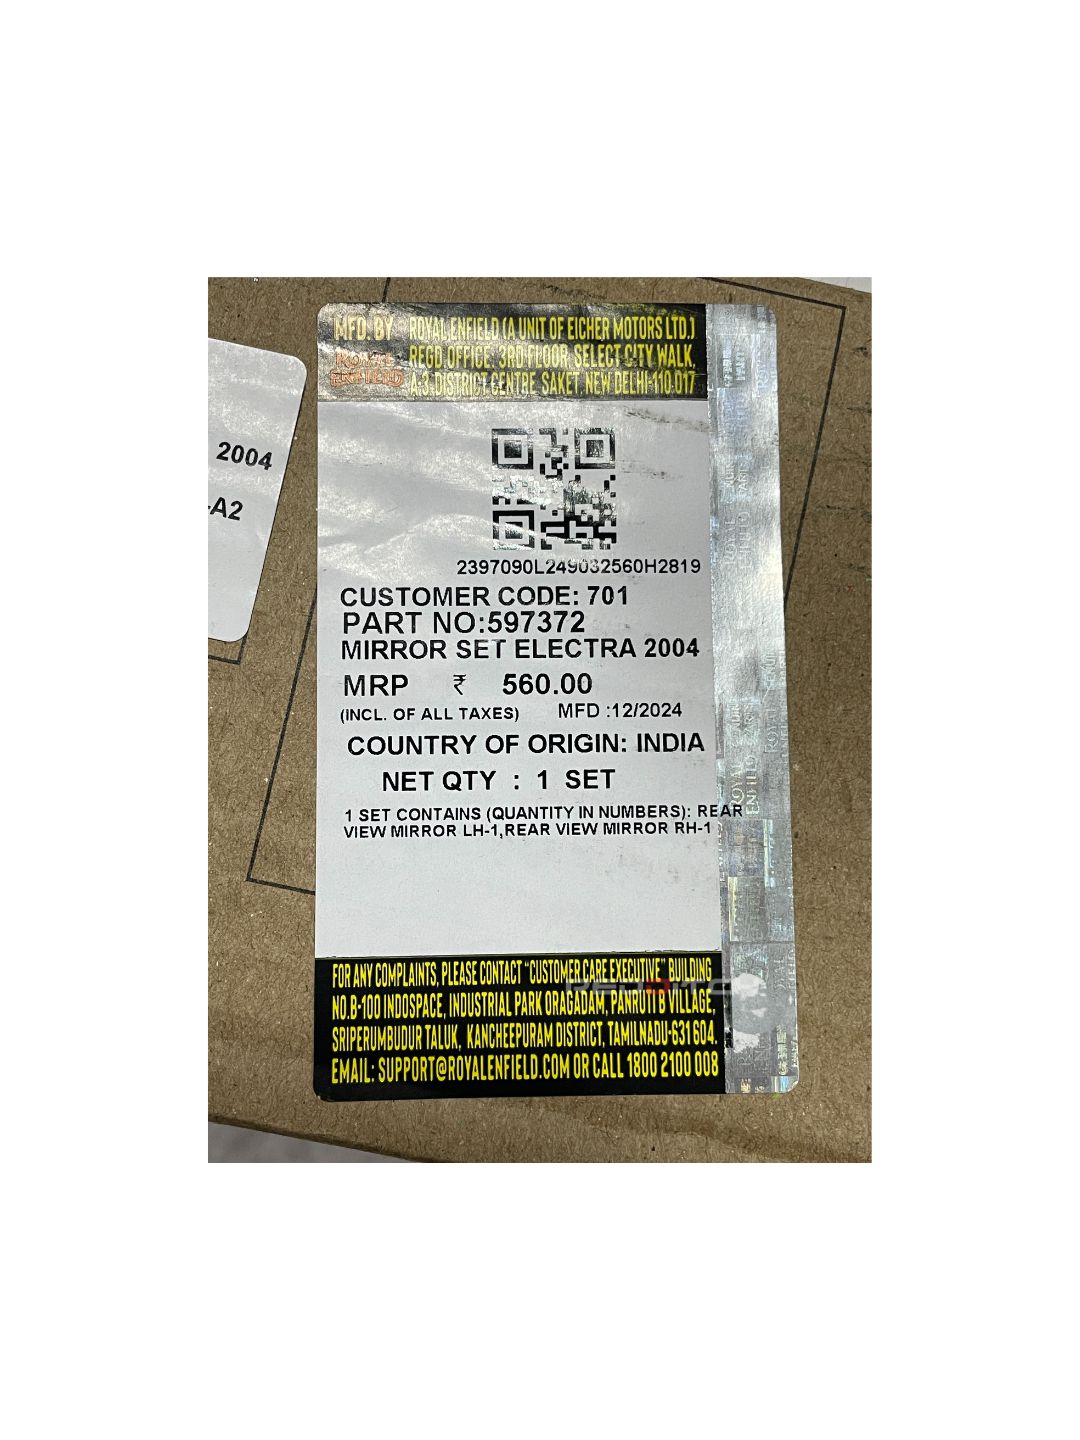 MFD. BY ROYAL ENFIELD (A UNIT OF EICHER MOTORS LTD.)
ROYAL ENFIELD
REGD OFFICE, 3RD FLOOR, SELECT CITY WALK,
A-3, DISTRICT CENTRE, SAKET, NEW DELHI-110 017
2004
-A2
2397090L249032560H2819
CUSTOMER CODE: 701
PART NO:597372
MIRROR SET ELECTRA 2004
MRP ₹ 560.00
(INCL. OF ALL TAXES) MFD :12/2024
COUNTRY OF ORIGIN: INDIA
NET QTY : 1 SET
1 SET CONTAINS (QUANTITY IN NUMBERS): REAR
VIEW MIRROR LH-1,REAR VIEW MIRROR RH-1
ROYAL
ENFIELD
FOR ANY COMPLAINTS, PLEASE CONTACT "CUSTOMER CARE EXECUTIVE" BUILDING
NO.B-100 INDOSPACE, INDUSTRIAL PARK ORAGADAM, PANRUTI B VILLAGE,
SRIPERUMBUDUR TALUK, KANCHEEPURAM DISTRICT, TAMILNADU-631 604.
EMAIL: SUPPORT@ROYALENFIELD.COM OR CALL 1800 2100 008